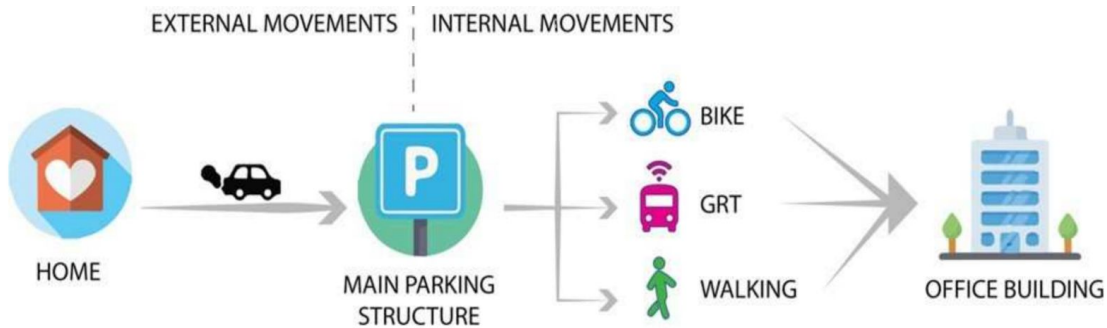 EXTERNAL MOVEMENTS
INTERNAL MOVEMENTS
P
BIKE
GRT
WALKING
HOME
MAIN PARKING
STRUCTURE
OFFICE BUILDING